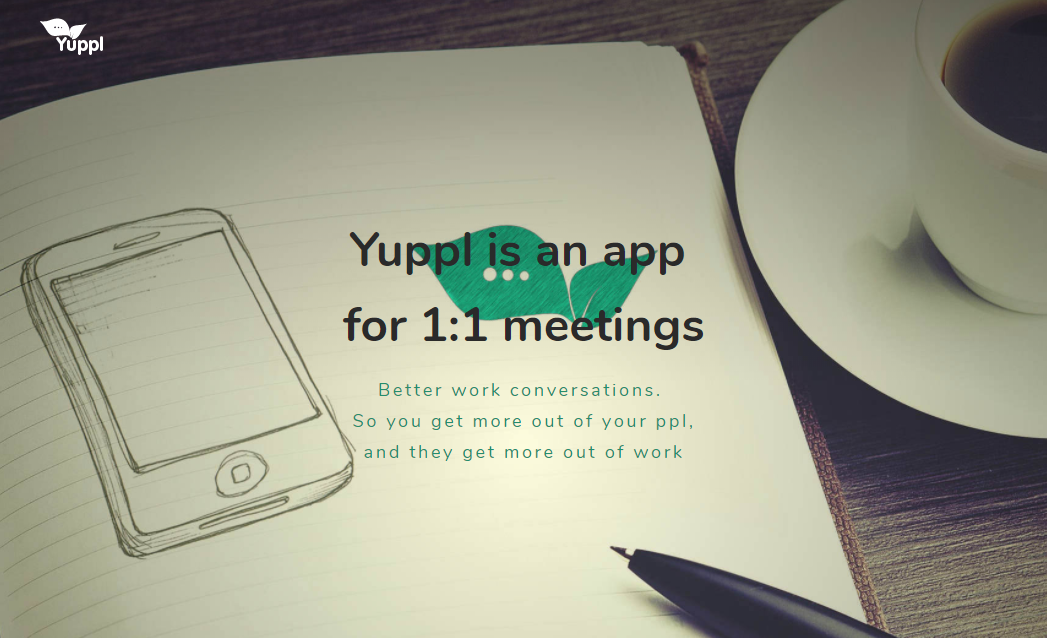 Yuppl
Yuppl is an app
for 1:1 meetings
Better work conversations.
So you get more out of your ppl,
and they get more out of work